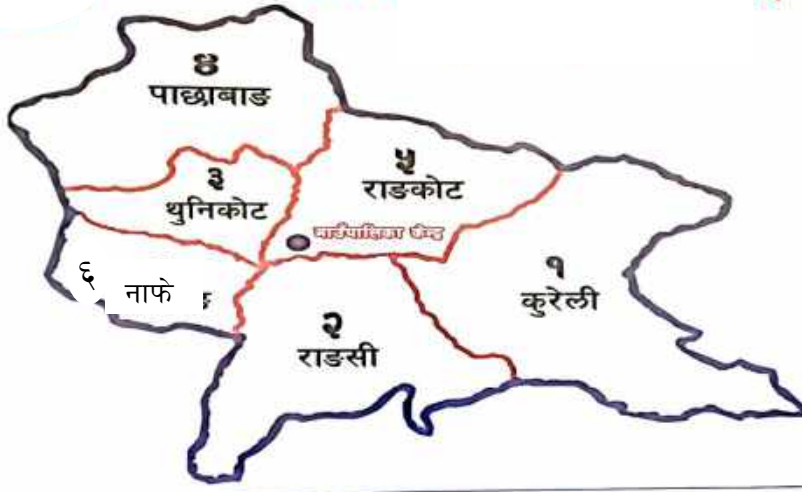 ४
पाछाबाङ
३
थुनिकोट
५
राङकोट
गाउँपालिका केन्द्र
१
कुरेली
६
नाफे
ङ
२
राङसी